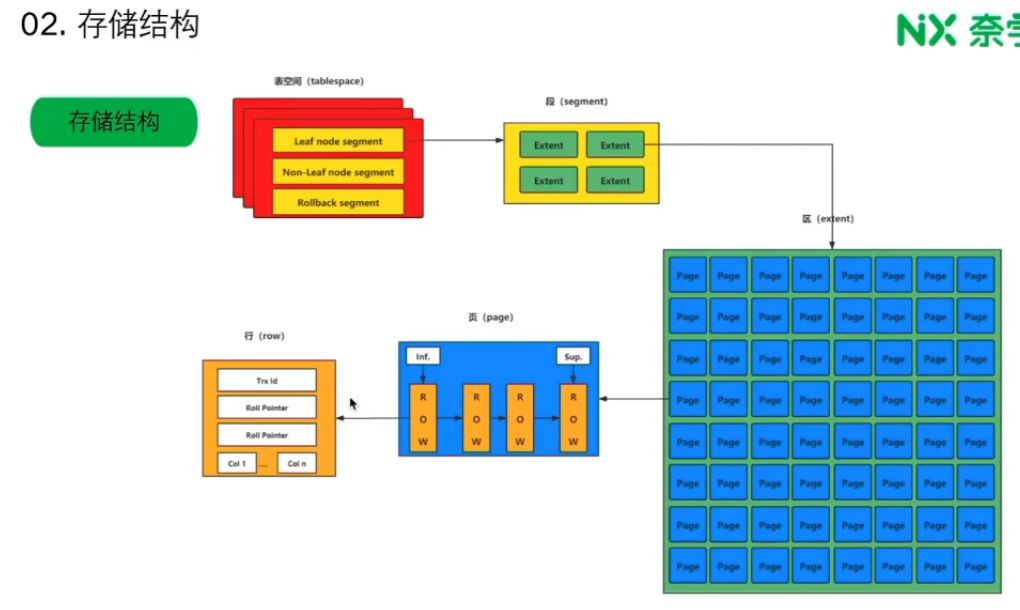 02. 存储结构
NX 奈学
存储结构
表空间（tablespace）
Leaf node segment
Non-Leaf node segment
Rollback segment
段（segment）
Extent Extent
Extent Extent
区（extent）
Page Page Page Page Page Page Page Page
Page Page Page Page Page Page Page Page
Page Page Page Page Page Page Page Page
Page Page Page Page Page Page Page Page
Page Page Page Page Page Page Page Page
Page Page Page Page Page Page Page Page
Page Page Page Page Page Page Page Page
Page Page Page Page Page Page Page Page
页（page）
Inf. Sup.
R R R R
O O O O
W W W W
行（row）
Trx Id
Roll Pointer
Roll Pointer
Col 1 ... Col n